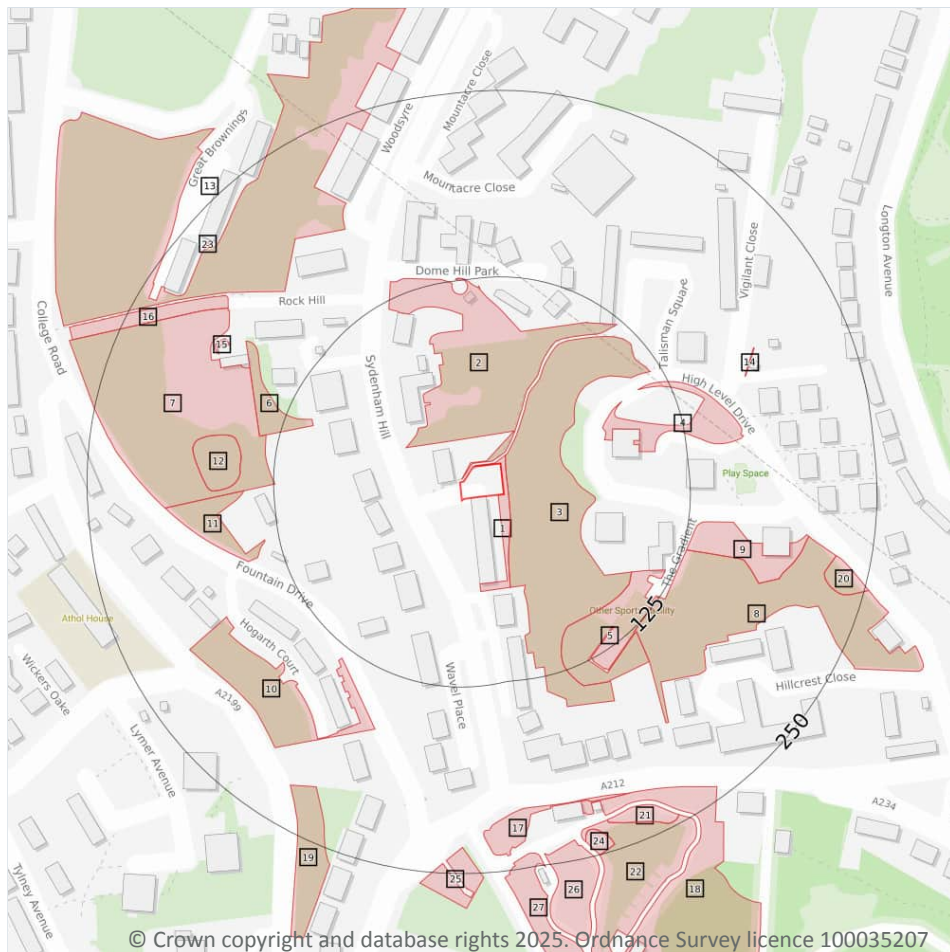 Mountacre Close
Woodsyre
Great Brownings
13
Mountacre Close
23
Longton Avenue
Vigilant Close
Dome Hill Park
Rock Hill
Talisman Square
College Road
16
15
2
14
Sydenham Hill
High Level Drive
7
6
4
12
Play Space
3
11
1
The Gradient
9
Fountain Drive
20
Athol House
Other Sports Facility
125
8
Hogarth Court
5
Wickers Oake
10
Wavel Place
Hillcrest Close
A2199
250
Lymer Avenue
A212
A234
21
17
24
19
22
25
26
18
27
Tylney Avenue
© Crown copyright and database rights 2025. Ordnance Survey licence 100035207